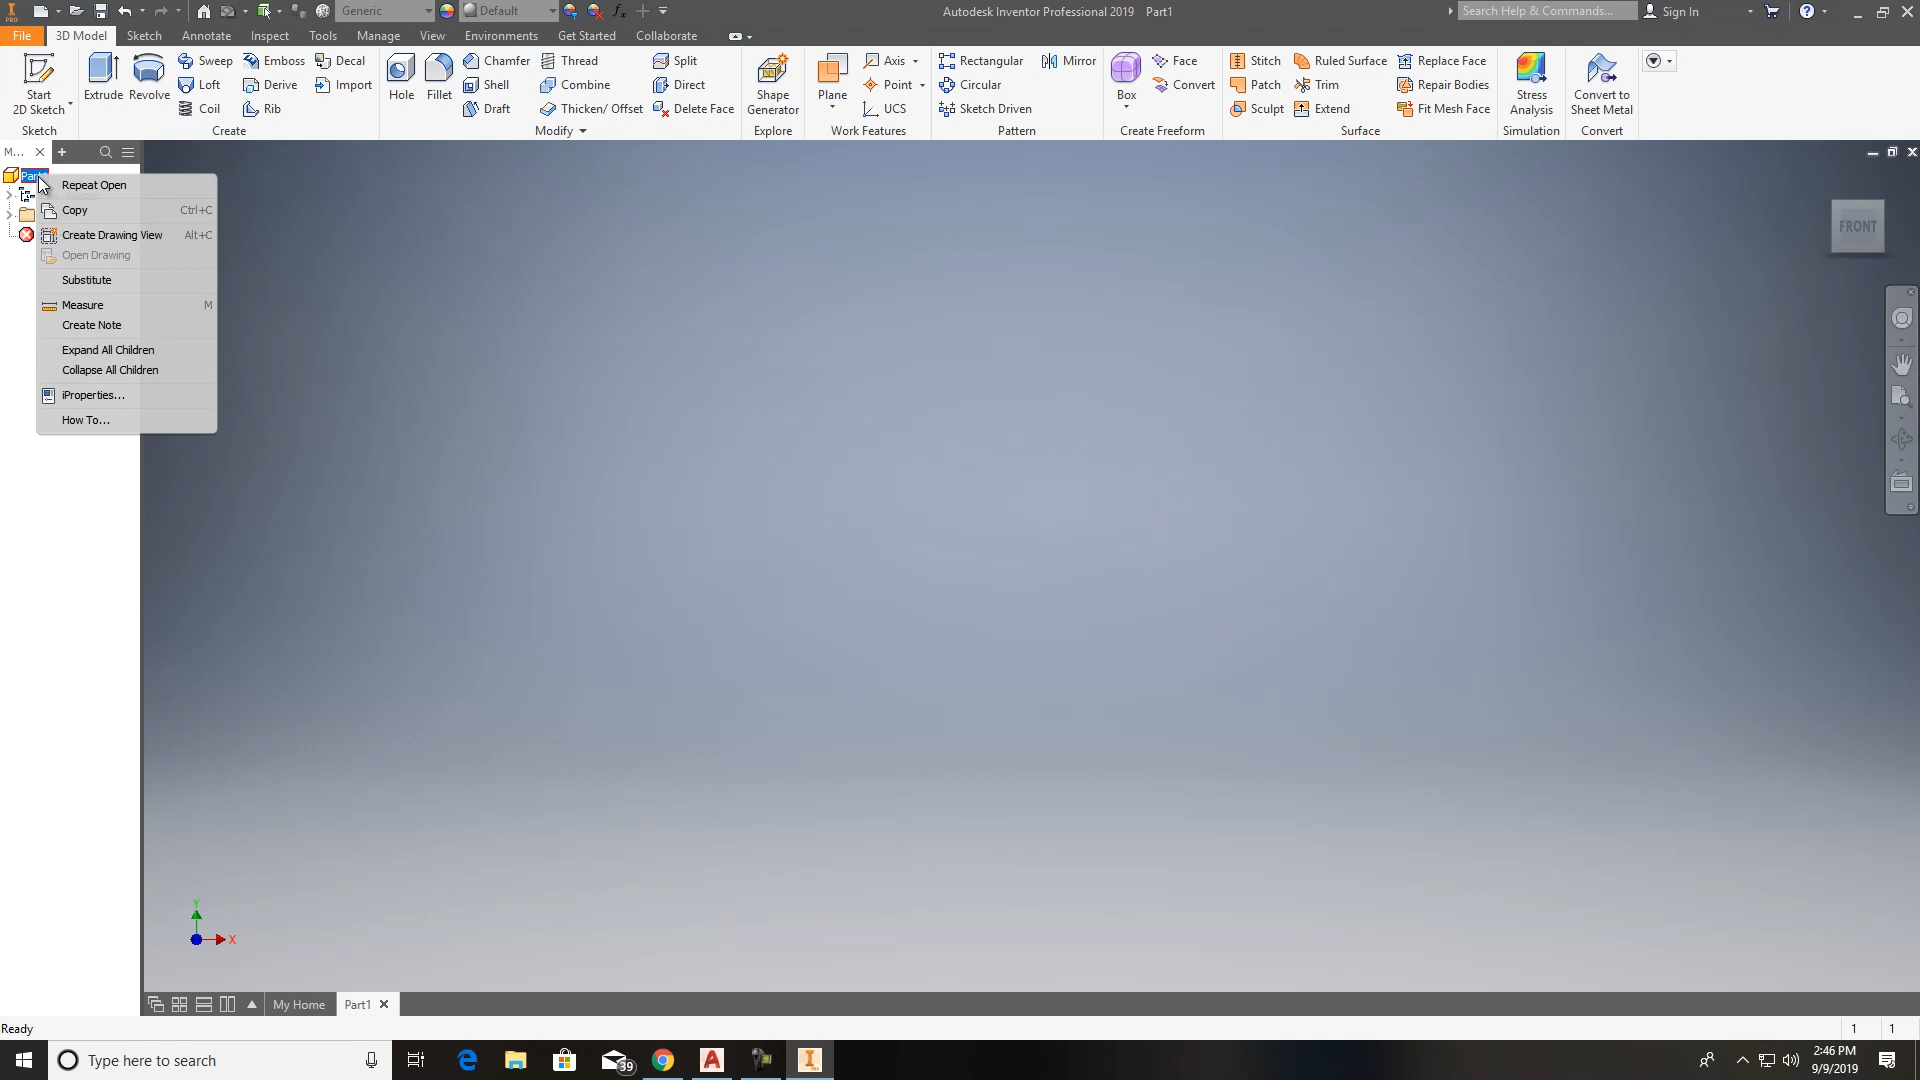 PRO Generic Default fx Autodesk Inventor Professional 2019 Part1 Search Help & Commands... Sign In ?
File 3D Model Sketch Annotate Inspect Tools Manage View Environments Get Started Collaborate
Sweep Emboss Decal Chamfer Thread Split Axis Rectangular Mirror Face Stitch Ruled Surface Replace Face
Start 2D Sketch Extrude Revolve Loft Derive Import Hole Fillet Shell Combine Direct Shape Generator Plane Point Circular Box Convert Patch Trim Repair Bodies Stress Analysis Convert to Sheet Metal
Coil Rib Draft Thicken/ Offset Delete Face UCS Sketch Driven Sculpt Extend Fit Mesh Face
Sketch Create Modify Explore Work Features Pattern Create Freeform Surface Simulation Convert
M...
Repeat Open
Copy Ctrl+C
Create Drawing View Alt+C
Open Drawing
Substitute
Measure M
Create Note
Expand All Children
Collapse All Children
iProperties...
How To...
FRONT
Y
X
My Home Part1
Ready 1 1
Type here to search 39 2:46 PM
9/9/2019